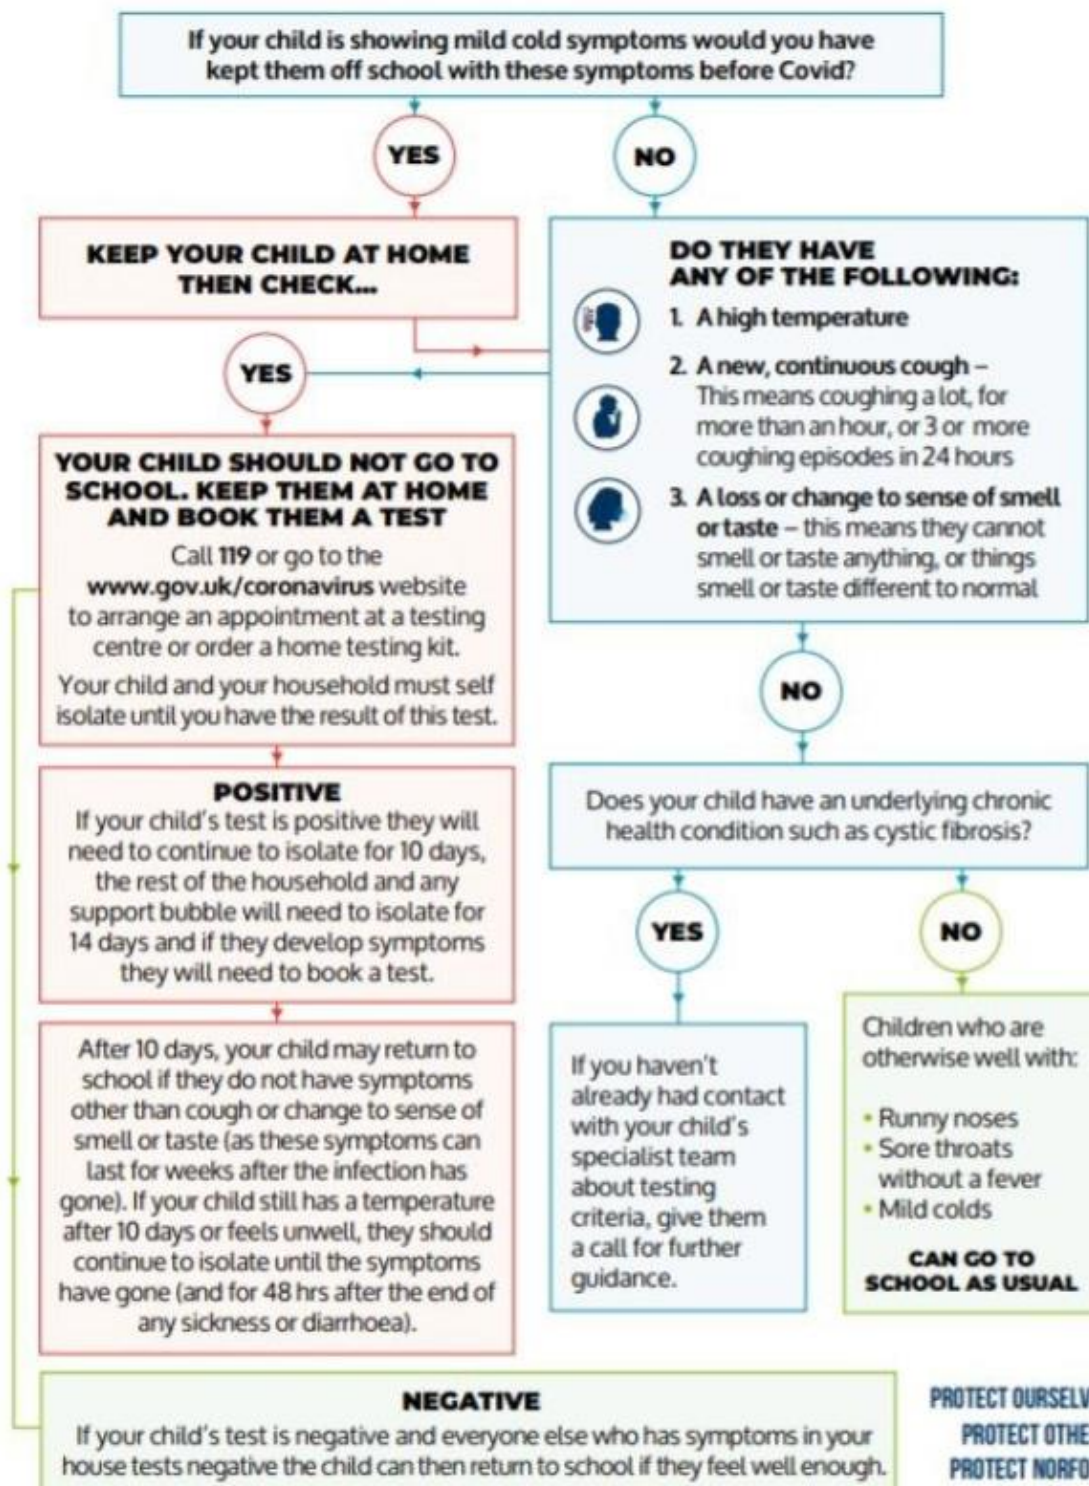 If your child is showing mild cold symptoms would you have
kept them off school with these symptoms before Covid?
YES
NO
KEEP YOUR CHILD AT HOME
THEN CHECK...
DO THEY HAVE
ANY OF THE FOLLOWING:
1. A high temperature
2. A new, continuous cough –
This means coughing a lot, for
more than an hour, or 3 or more
coughing episodes in 24 hours
3. A loss or change to sense of smell
or taste – this means they cannot
smell or taste anything, or things
smell or taste different to normal
YES
YOUR CHILD SHOULD NOT GO TO
SCHOOL. KEEP THEM AT HOME
AND BOOK THEM A TEST
Call 119 or go to the
www.gov.uk/coronavirus website
to arrange an appointment at a testing
centre or order a home testing kit.
Your child and your household must self
isolate until you have the result of this test.
POSITIVE
If your child's test is positive they will
need to continue to isolate for 10 days,
the rest of the household and any
support bubble will need to isolate for
14 days and if they develop symptoms
they will need to book a test.
After 10 days, your child may return to
school if they do not have symptoms
other than cough or change to sense of
smell or taste (as these symptoms can
last for weeks after the infection has
gone). If your child still has a temperature
after 10 days or feels unwell, they should
continue to isolate until the symptoms
have gone (and for 48 hrs after the end of
any sickness or diarrhoea).
NO
Does your child have an underlying chronic
health condition such as cystic fibrosis?
YES
NO
If you haven't
already had contact
with your child's
specialist team
about testing
criteria, give them
a call for further
guidance.
Children who are
otherwise well with:
• Runny noses
• Sore throats
without a fever
• Mild colds
CAN GO TO
SCHOOL AS USUAL
NEGATIVE
If your child's test is negative and everyone else who has symptoms in your
house tests negative the child can then return to school if they feel well enough.
PROTECT OURSELV
PROTECT OTHE
PROTECT NORFO